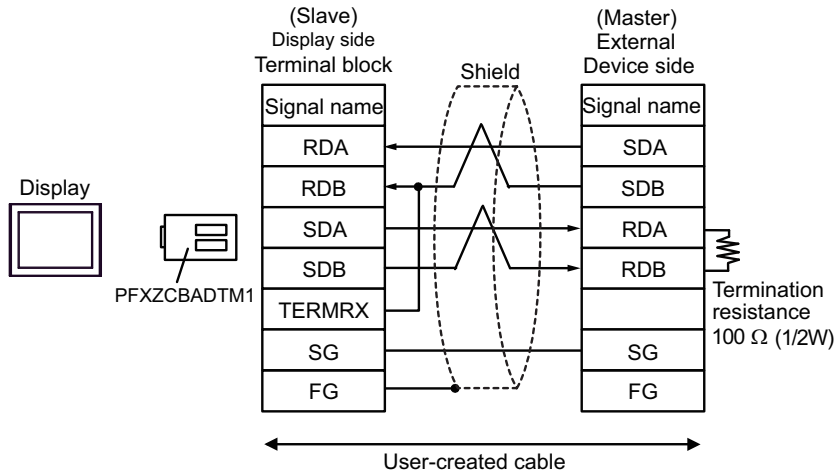 (Slave)
Display side
Terminal block
Shield
(Master)
External
Device side
Signal name
Signal name
RDA
SDA
RDB
SDB
SDA
RDA
SDB
RDB
TERMRX
SG
SG
FG
FG
Display
PFXZCBADTM1
Termination
resistance
100 Ω (1/2W)
User-created cable